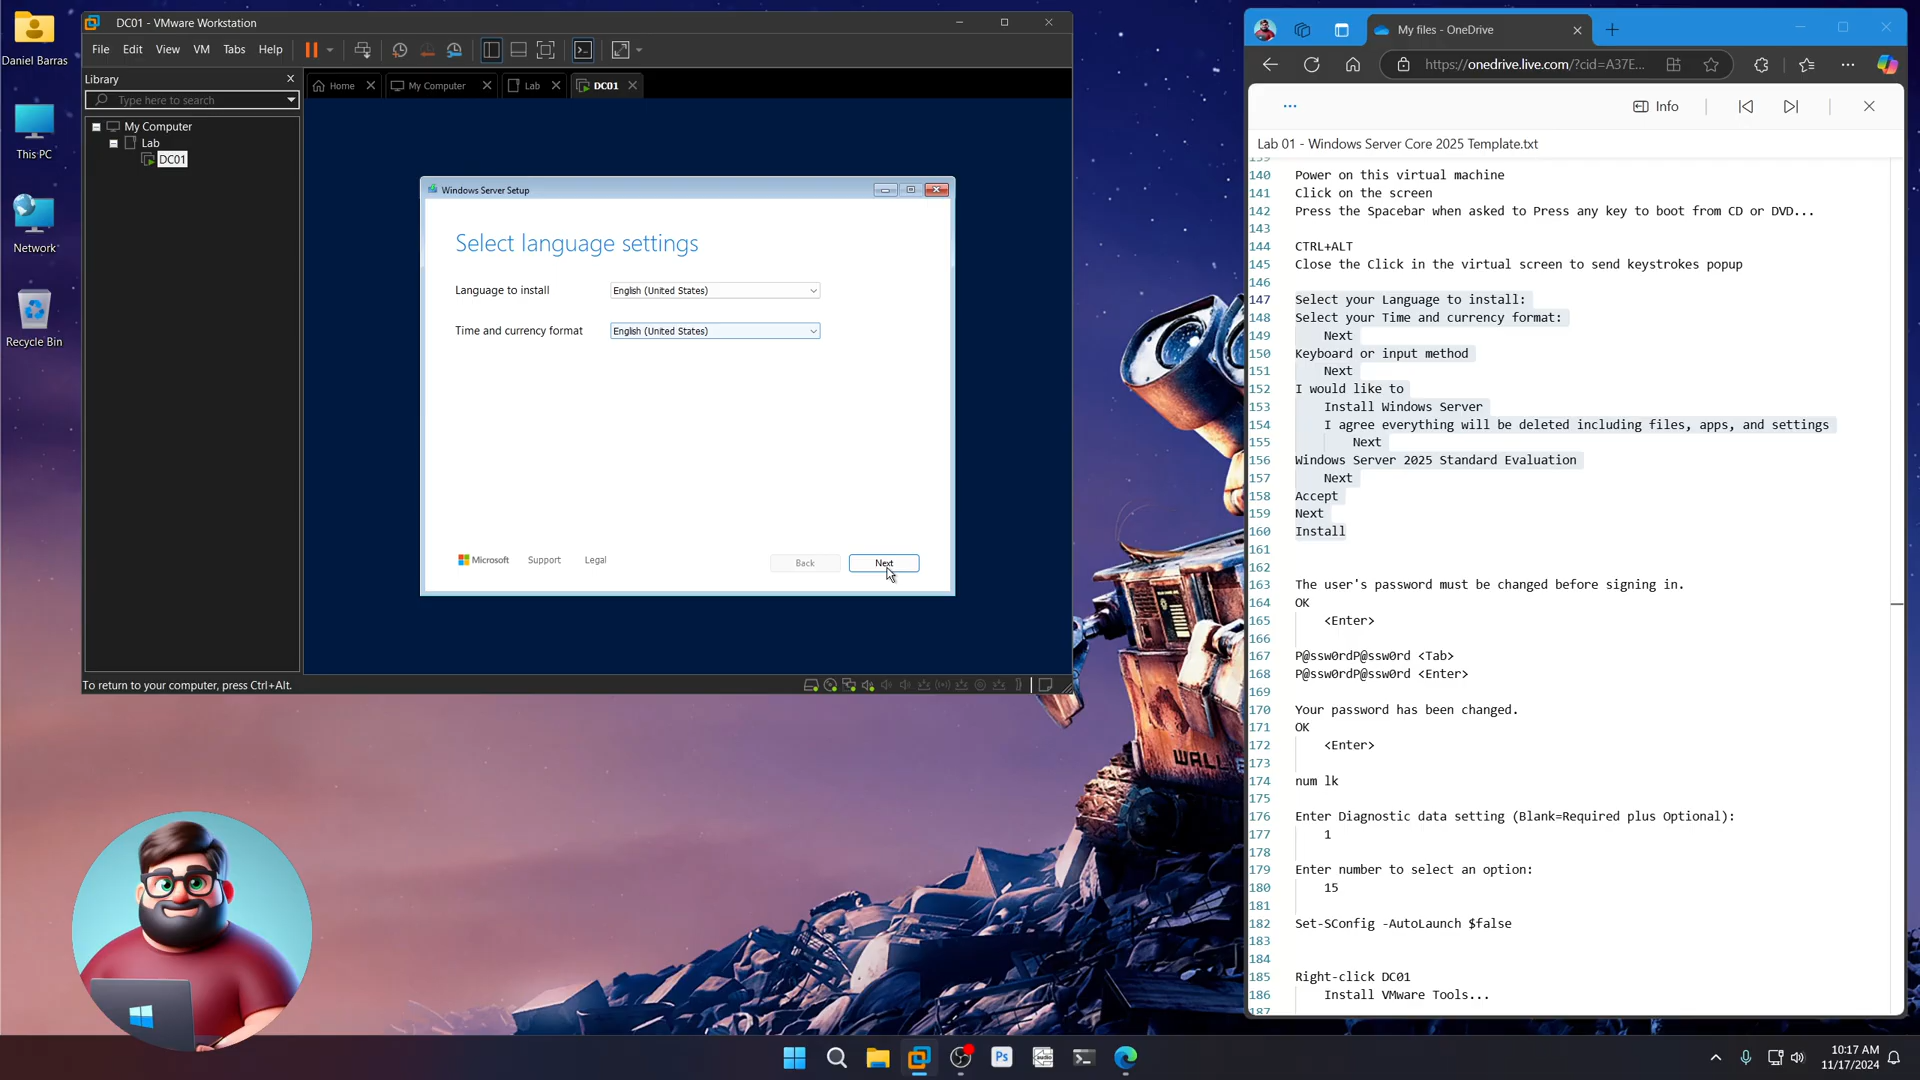 Daniel Barras
This PC
Network
Recycle Bin
DC01 - VMware Workstation
File Edit View VM Tabs Help
Library
Type here to search
My Computer
Lab
DC01
Home
My Computer
Lab
DC01
Windows Server Setup
Select language settings
Language to install
English (United States)
Time and currency format
English (United States)
Microsoft
Support
Legal
Back
Next
To return to your computer, press Ctrl+Alt.
My files - OneDrive
https://onedrive.live.com/?cid=A37E...
Info
Lab 01 - Windows Server Core 2025 Template.txt
139
140 Power on this virtual machine
141 Click on the screen
142 Press the Spacebar when asked to Press any key to boot from CD or DVD...
143
144 CTRL+ALT
145 Close the Click in the virtual screen to send keystrokes popup
146
147 Select your Language to install:
148 Select your Time and currency format:
149 Next
150 Keyboard or input method
151 Next
152 I would like to
153 Install Windows Server
154 I agree everything will be deleted including files, apps, and settings
155 Next
156 Windows Server 2025 Standard Evaluation
157 Next
158 Accept
159 Next
160 Install
161
162
163 The user's password must be changed before signing in.
164 OK
165 <Enter>
166
167 P@ssw0rdP@ssw0rd <Tab>
168 P@ssw0rdP@ssw0rd <Enter>
169
170 Your password has been changed.
171 OK
172 <Enter>
173
174 num lk
175
176 Enter Diagnostic data setting (Blank=Required plus Optional):
177 1
178
179 Enter number to select an option:
180 15
181
182 Set-SConfig -AutoLaunch $false
183
184
185 Right-click DC01
186 Install VMware Tools...
187
Ps
10:17 AM
11/17/2024